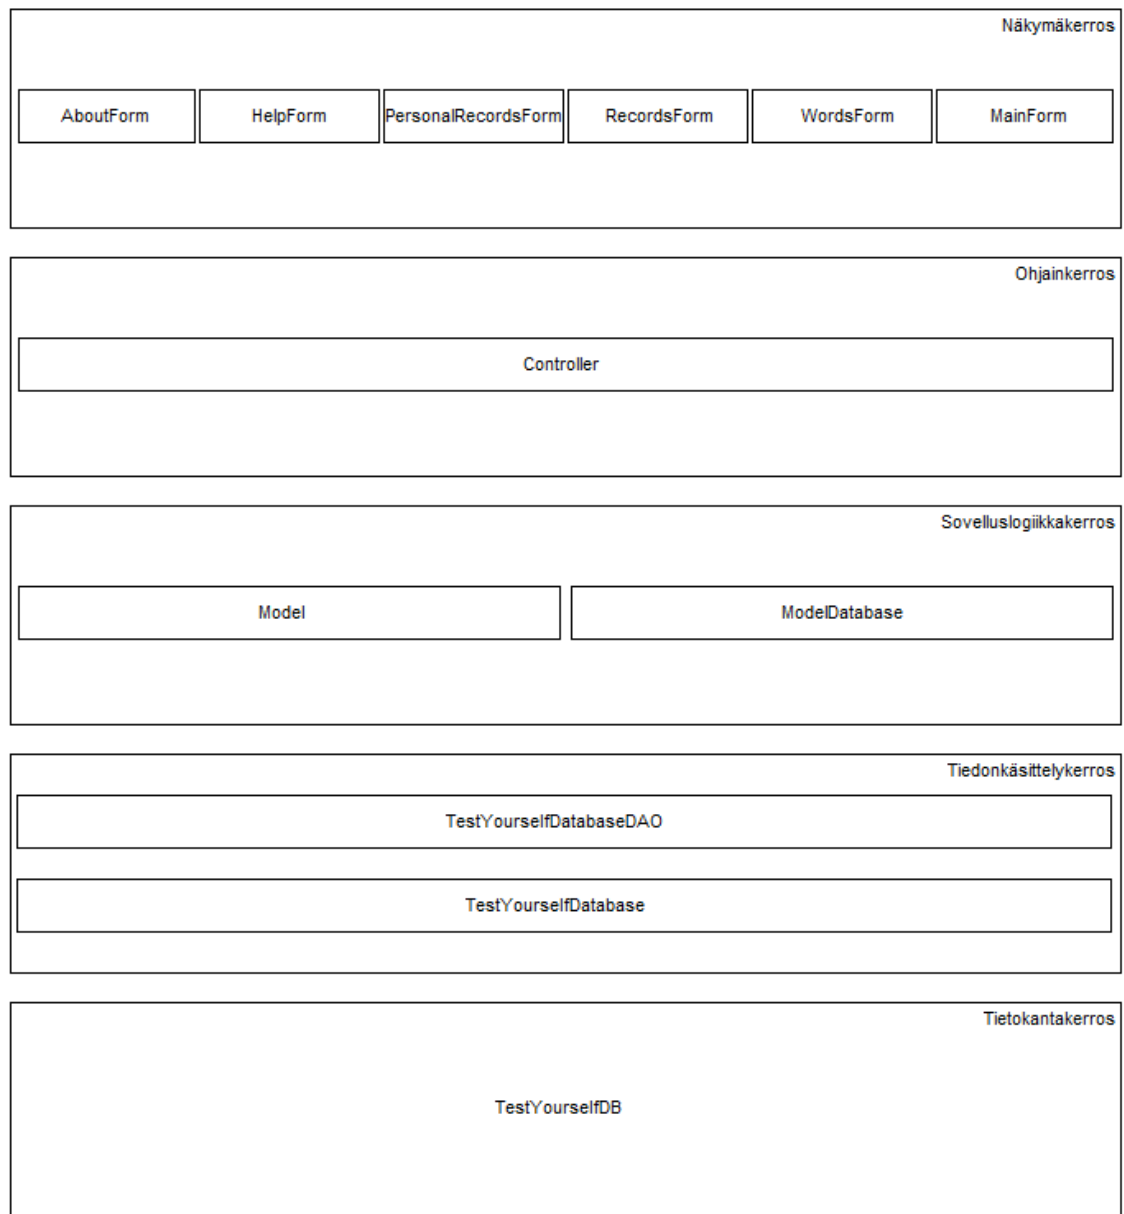 Näkymäkerros
AboutForm HelpForm PersonalRecordsForm RecordsForm WordsForm MainForm
Ohjainkerros
Controller
Sovelluslogiikkakerros
Model ModelDatabase
Tiedonkäsittelykerros
TestYourselfDatabaseDAO
TestYourselfDatabase
Tietokantakerros
TestYourselfDB